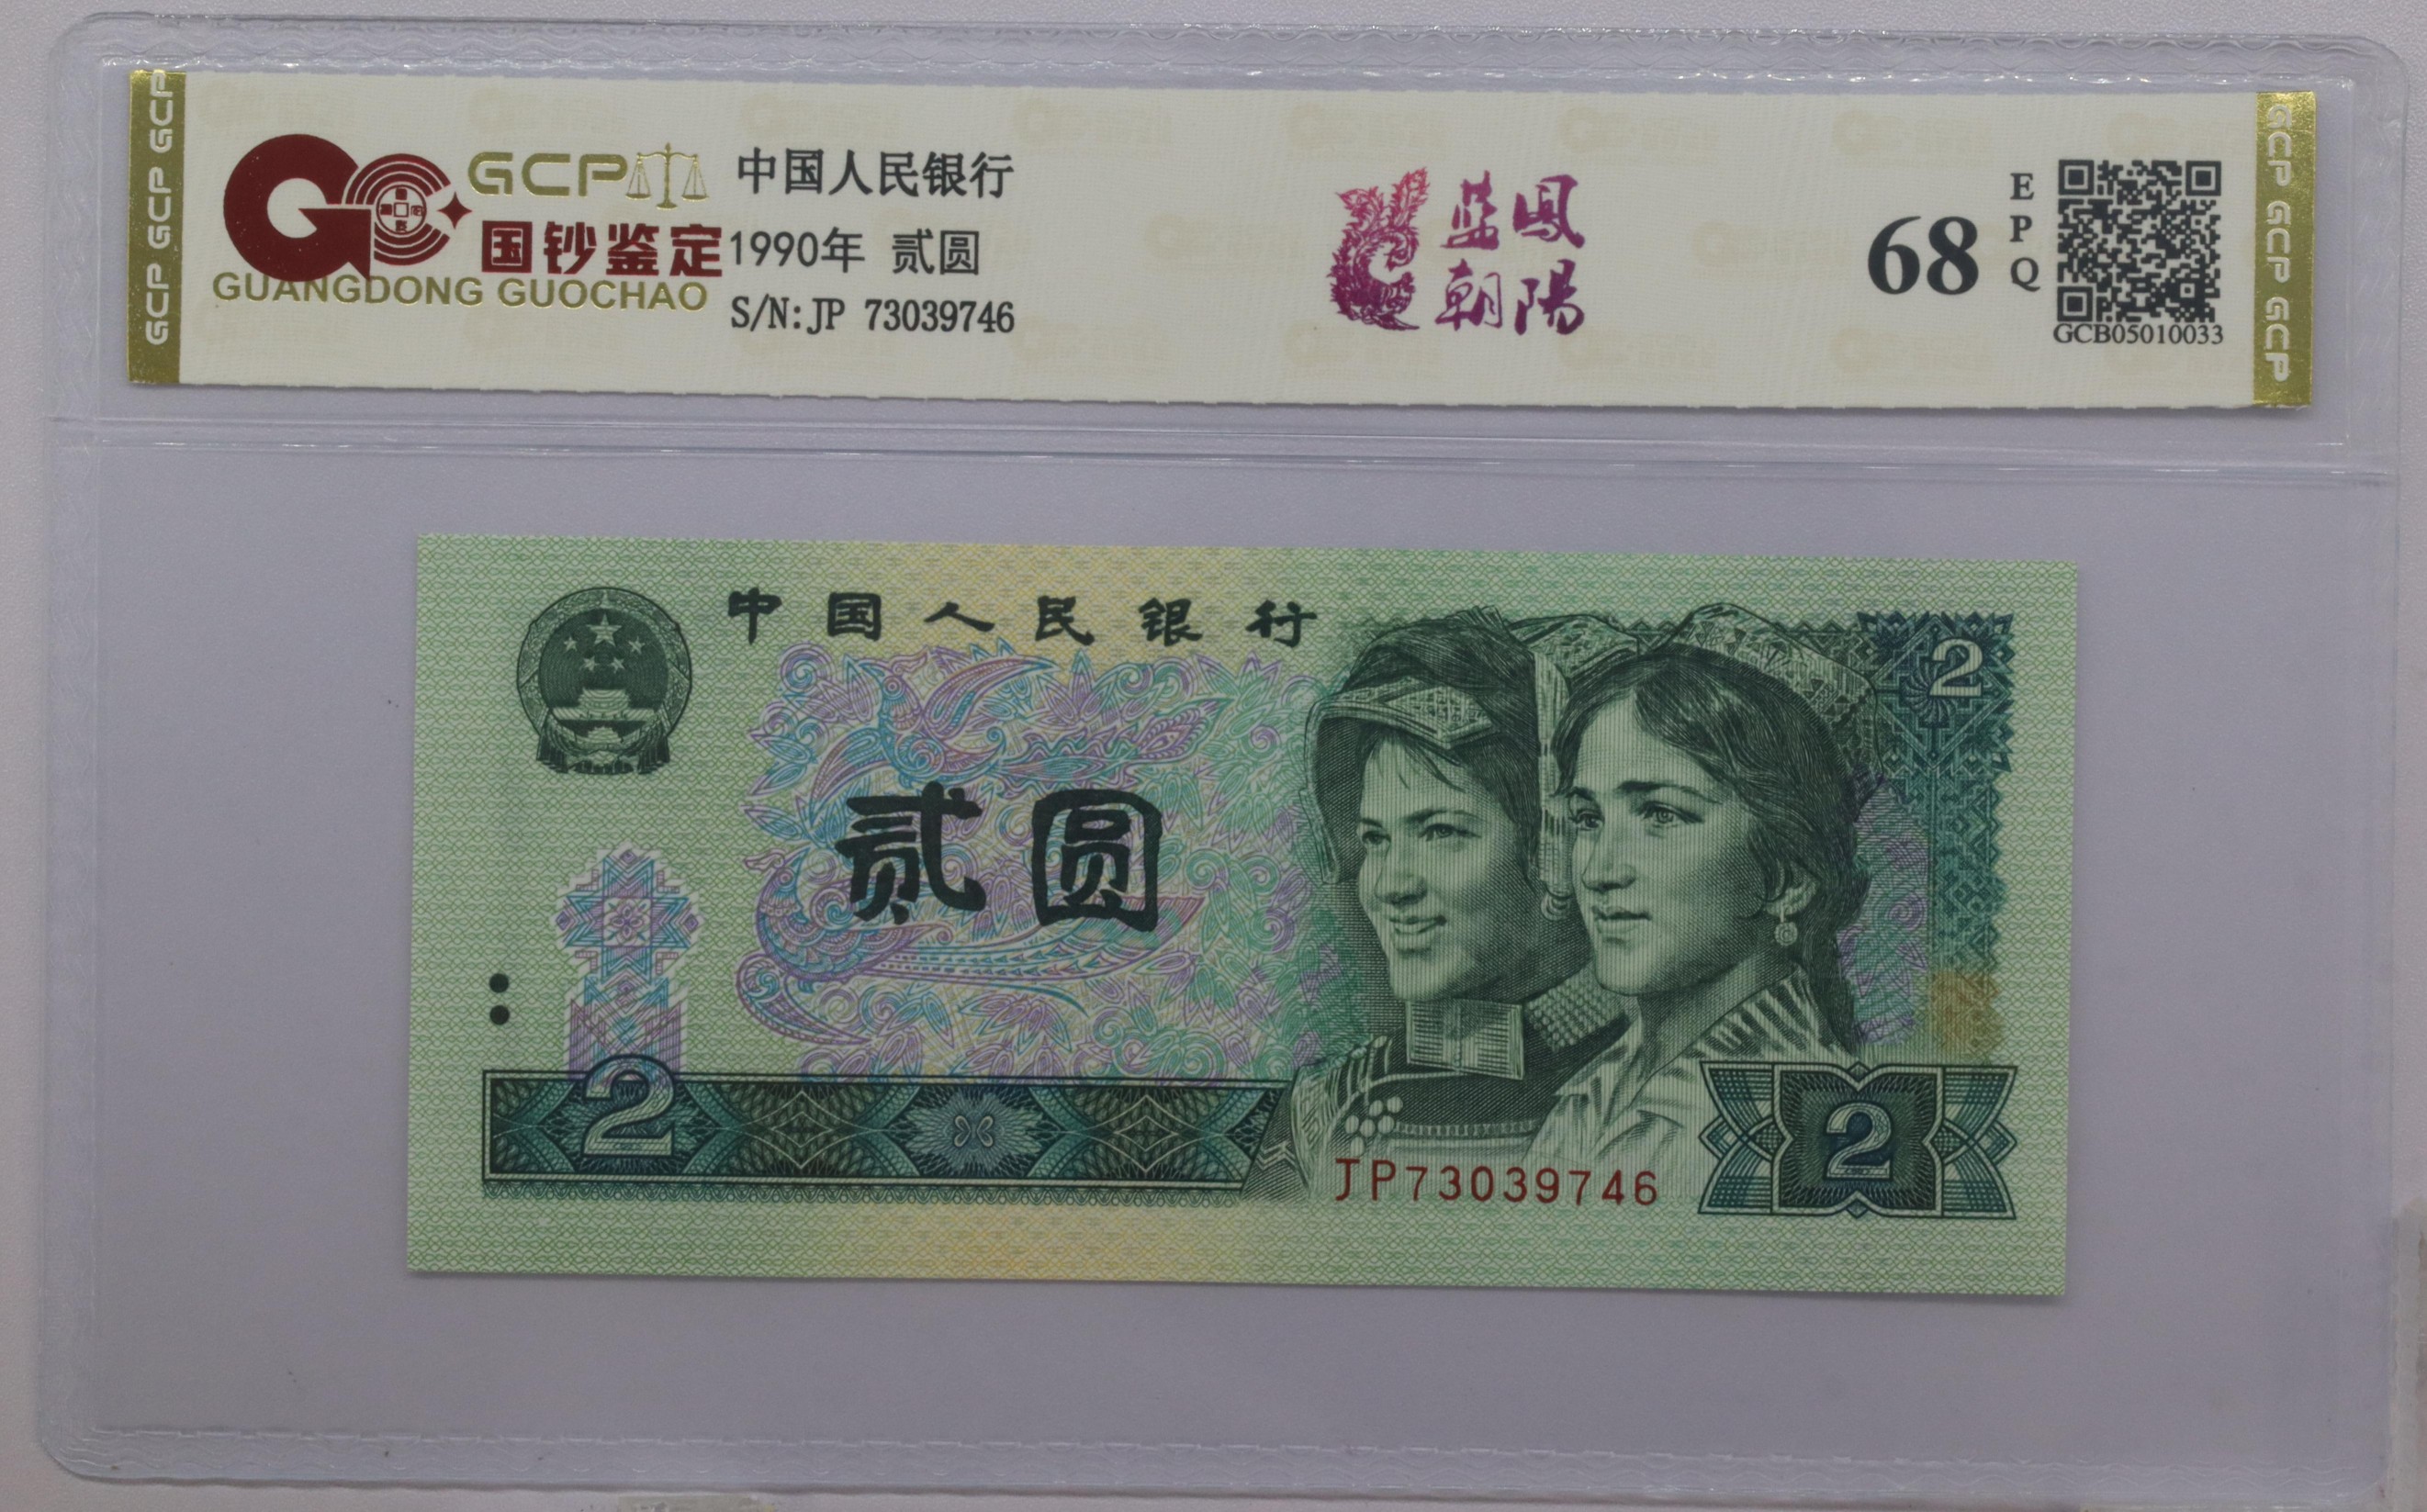 GCP GCP GCP
GCP
国钞鉴定
GUANGDONG GUOCHAO
中国人民银行
1990年 贰圆
S/N: JP 73039746
蓝鳳
朝陽
68
EPQ
GCB05010033
GCP GCP GCP
中国人民银行
2
贰圆
2
JP73039746
2